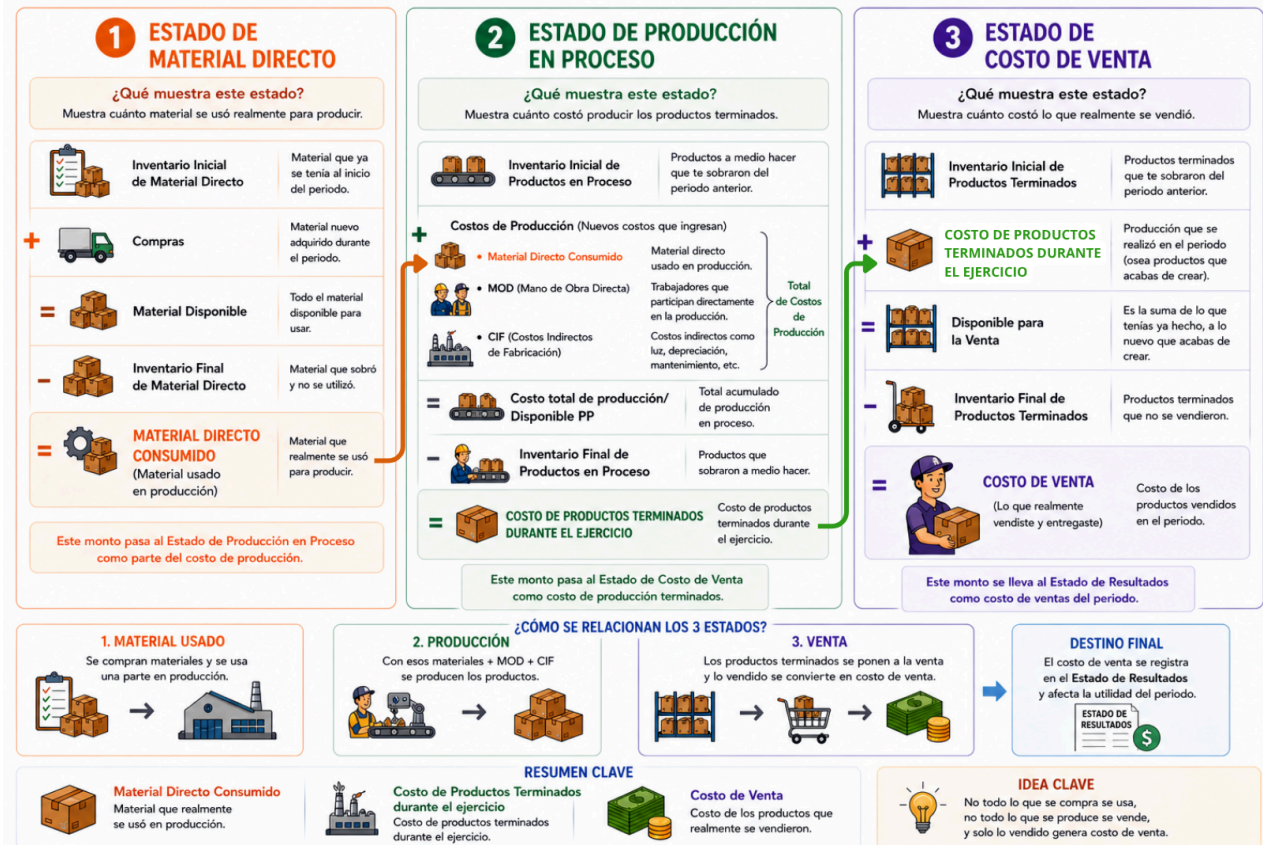 1 ESTADO DE
MATERIAL DIRECTO
¿Qué muestra este estado?
Muestra cuánto material se usó realmente para producir.
Inventario Inicial
de Material Directo
Material que ya
se tenía al inicio
del periodo.
+
Compras
Material nuevo
adquirido durante
el periodo.
=
Material Disponible
Todo el material
disponible para
usar.
-
Inventario Final
de Material Directo
Material que sobró
y no se utilizó.
=
MATERIAL DIRECTO
CONSUMIDO
(Material usado
en producción)
Material que
realmente se usó
para producir.
Este monto pasa al Estado de Producción en Proceso
como parte del costo de producción.
2 ESTADO DE PRODUCCIÓN
EN PROCESO
¿Qué muestra este estado?
Muestra cuánto costó producir los productos terminados.
Inventario Inicial de
Productos en Proceso
Productos a medio hacer
que te sobraron del
periodo anterior.
+
Costos de Producción (Nuevos costos que ingresan)
• Material Directo Consumido
Material directo
usado en producción.
• MOD (Mano de Obra Directa)
Trabajadores que
participan directamente
en la producción.
• CIF (Costos Indirectos
de Fabricación)
Costos indirectos como
luz, depreciación,
mantenimiento, etc.
Total
de Costos
de
Producción
=
Costo total de producción/
Disponible PP
Total acumulado
de producción
en proceso.
-
Inventario Final de
Productos en Proceso
Productos que
sobraron a medio hacer.
=
COSTO DE PRODUCTOS TERMINADOS
DURANTE EL EJERCICIO
Costo de productos
terminados durante
el ejercicio.
Este monto pasa al Estado de Costo de Venta
como costo de producción terminados.
3 ESTADO DE
COSTO DE VENTA
¿Qué muestra este estado?
Muestra cuánto costó lo que realmente se vendió.
Inventario Inicial de
Productos Terminados
Productos terminados
que te sobraron del
periodo anterior.
+
COSTO DE PRODUCTOS
TERMINADOS DURANTE
EL EJERCICIO
Producción que se
realizó en el periodo
(osea productos que
acabas de crear).
=
Disponible para
la Venta
Es la suma de lo que
tenías ya hecho, a lo
nuevo que acabas de
crear.
-
Inventario Final de
Productos Terminados
Productos terminados
que no se vendieron.
=
COSTO DE VENTA
(Lo que realmente
vendiste y entregaste)
Costo de los
productos vendidos
en el periodo.
Este monto se lleva al Estado de Resultados
como costo de ventas del periodo.
¿CÓMO SE RELACIONAN LOS 3 ESTADOS?
1. MATERIAL USADO
Se compran materiales y se usa
una parte en producción.
2. PRODUCCIÓN
Con esos materiales + MOD + CIF
se producen los productos.
3. VENTA
Los productos terminados se ponen a la venta
y lo vendido se convierte en costo de venta.
DESTINO FINAL
El costo de venta se registra
en el Estado de Resultados
y afecta la utilidad del periodo.
ESTADO DE
RESULTADOS
$
RESUMEN CLAVE
Material Directo Consumido
Material que realmente
se usó en producción.
Costo de Productos Terminados
durante el ejercicio
Costo de productos terminados
durante el ejercicio.
Costo de Venta
Costo de los productos que
realmente se vendieron.
IDEA CLAVE
No todo lo que se compra se usa,
no todo lo que se produce se vende,
y solo lo vendido genera costo de venta.